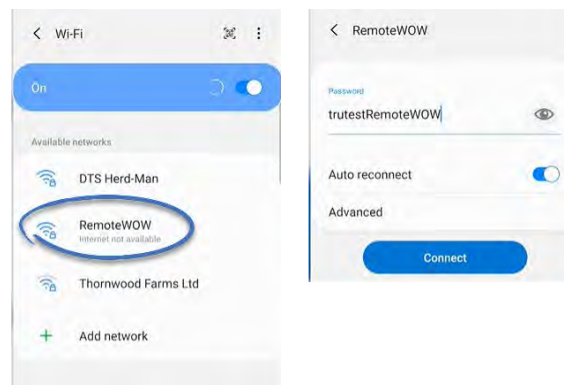 Wi-Fi
On
Available networks
DTS Herd-Man
RemoteWOW
Internet not available
Thornwood Farms Ltd
Add network
RemoteWOW
Password
trutestRemoteWOW
Auto reconnect
Advanced
Connect